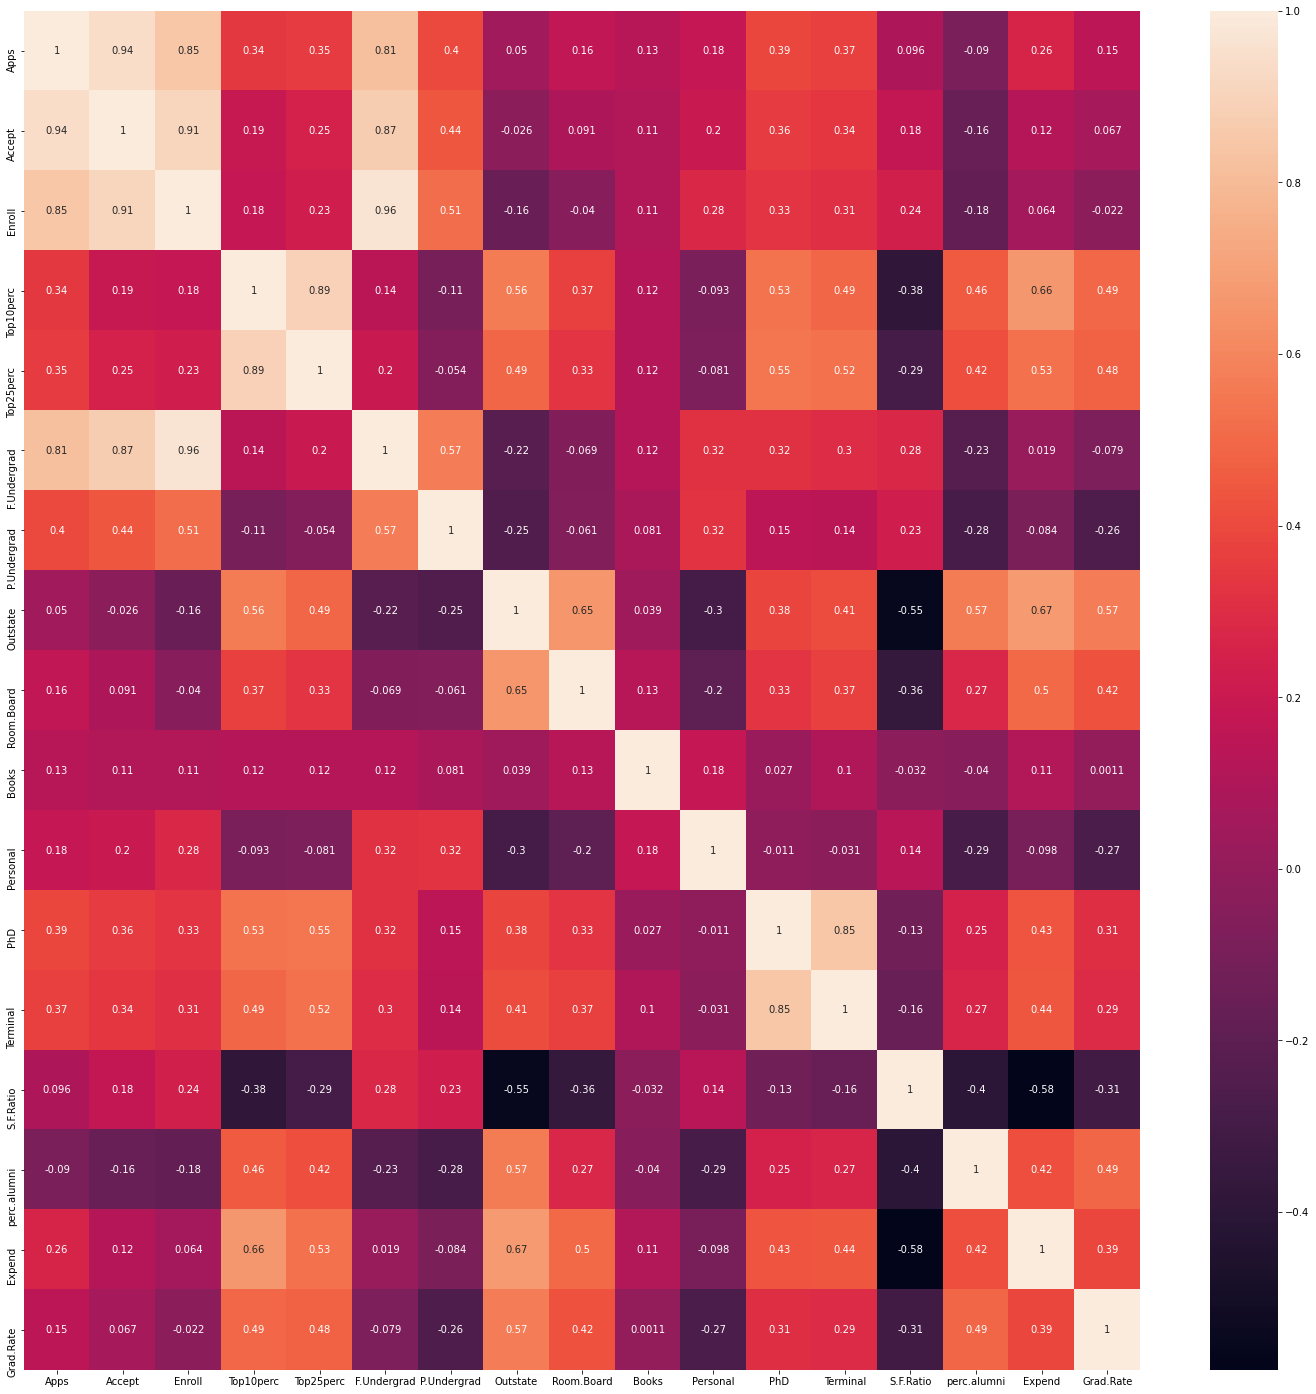 Apps 1 0.94 0.85 0.34 0.35 0.81 0.4 0.05 0.16 0.13 0.18 0.39 0.37 0.096 -0.09 0.26 0.15
Accept 0.94 1 0.91 0.19 0.25 0.87 0.44 -0.026 0.091 0.11 0.2 0.36 0.34 0.18 -0.16 0.12 0.067
Enroll 0.85 0.91 1 0.18 0.23 0.96 0.51 -0.16 -0.04 0.11 0.28 0.33 0.31 0.24 -0.18 0.064 -0.022
Top10perc 0.34 0.19 0.18 1 0.89 0.14 -0.11 0.56 0.37 0.12 -0.093 0.53 0.49 -0.38 0.46 0.66 0.49
Top25perc 0.35 0.25 0.23 0.89 1 0.2 -0.054 0.49 0.33 0.12 -0.081 0.55 0.52 -0.29 0.42 0.53 0.48
F.Undergrad 0.81 0.87 0.96 0.14 0.2 1 0.57 -0.22 -0.069 0.12 0.32 0.32 0.3 0.28 -0.23 0.019 -0.079
P.Undergrad 0.4 0.44 0.51 -0.11 -0.054 0.57 1 -0.25 -0.061 0.081 0.32 0.15 0.14 0.23 -0.28 -0.084 -0.26
Outstate 0.05 -0.026 -0.16 0.56 0.49 -0.22 -0.25 1 0.65 0.039 -0.3 0.38 0.41 -0.55 0.57 0.67 0.57
Room.Board 0.16 0.091 -0.04 0.37 0.33 -0.069 -0.061 0.65 1 0.13 -0.2 0.33 0.37 -0.36 0.27 0.5 0.42
Books 0.13 0.11 0.11 0.12 0.12 0.12 0.081 0.039 0.13 1 0.18 0.027 0.1 -0.032 -0.04 0.11 0.0011
Personal 0.18 0.2 0.28 -0.093 -0.081 0.32 0.32 -0.3 -0.2 0.18 1 -0.011 -0.031 0.14 -0.29 -0.098 -0.27
PhD 0.39 0.36 0.33 0.53 0.55 0.32 0.15 0.38 0.33 0.027 -0.011 1 0.85 -0.13 0.25 0.43 0.31
Terminal 0.37 0.34 0.31 0.49 0.52 0.3 0.14 0.41 0.37 0.1 -0.031 0.85 1 -0.16 0.27 0.44 0.29
S.F.Ratio 0.096 0.18 0.24 -0.38 -0.29 0.28 0.23 -0.55 -0.36 -0.032 0.14 -0.13 -0.16 1 -0.4 -0.58 -0.31
perc.alumni -0.09 -0.16 -0.18 0.46 0.42 -0.23 -0.28 0.57 0.27 -0.04 -0.29 0.25 0.27 -0.4 1 0.42 0.49
Expend 0.26 0.12 0.064 0.66 0.53 0.019 -0.084 0.67 0.5 0.11 -0.098 0.43 0.44 -0.58 0.42 1 0.39
Grad.Rate 0.15 0.067 -0.022 0.49 0.48 -0.079 -0.26 0.57 0.42 0.0011 -0.27 0.31 0.29 -0.31 0.49 0.39 1
Apps Accept Enroll Top10perc Top25perc F.Undergrad P.Undergrad Outstate Room.Board Books Personal PhD Terminal S.F.Ratio perc.alumni Expend Grad.Rate
1.0
0.8
0.6
0.4
0.2
0.0
−0.2
−0.4